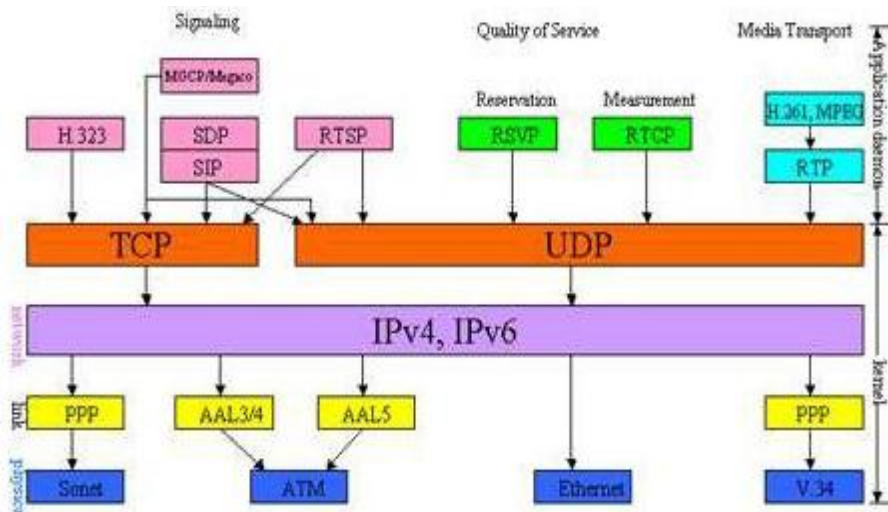 Signaling
Quality of Service
Media Transport
MGCP/Megaco
Reservation
Measurement
H.261, MPEG
H.323
SDP
RTSP
RSVP
RTCP
SIP
RTP
Application daemon
TCP
UDP
IPv4, IPv6
network
kernel
link
PPP
AAL3/4
AAL5
PPP
physical
Sonet
ATM
Ethernet
V.34